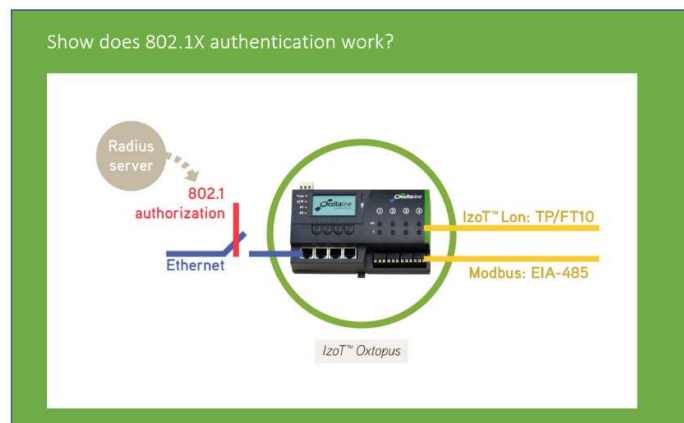 Show does 802.1X authentication work?
Radius
server
802.1
authorization
Ethernet
IzoT™ Lon: TP/FT10
Modbus: EIA-485
IzoT™ Oxtopus